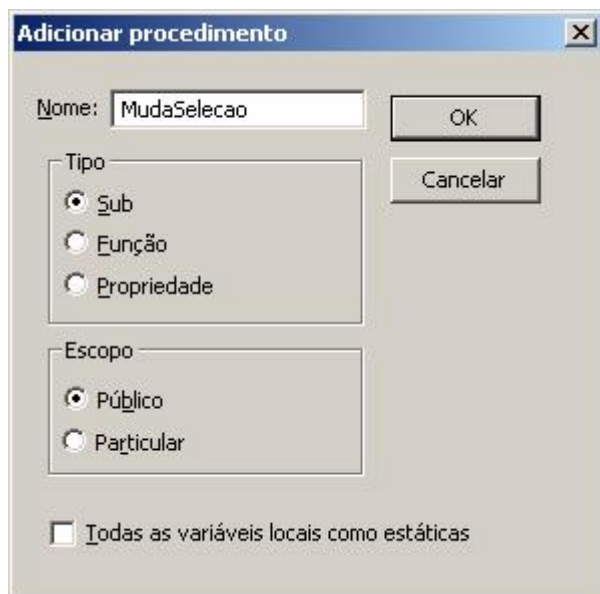 Adicionar procedimento
Nome: MudaSelecao
OK
Cancelar
Tipo
Sub
Função
Propriedade
Escopo
Público
Particular
Todas as variáveis locais como estáticas